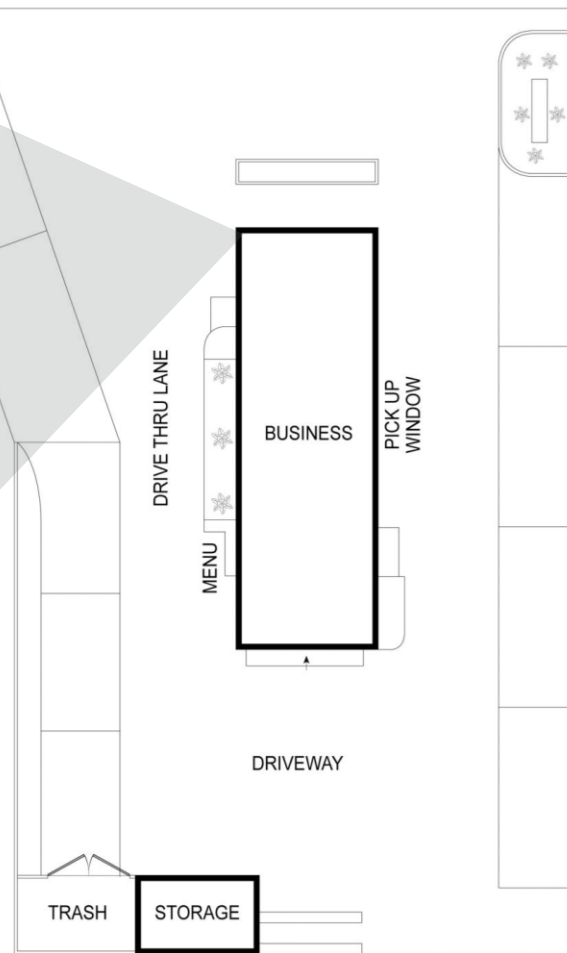 DRIVE THRU LANE
BUSINESS
PICK UP
WINDOW
MENU
DRIVEWAY
TRASH
STORAGE